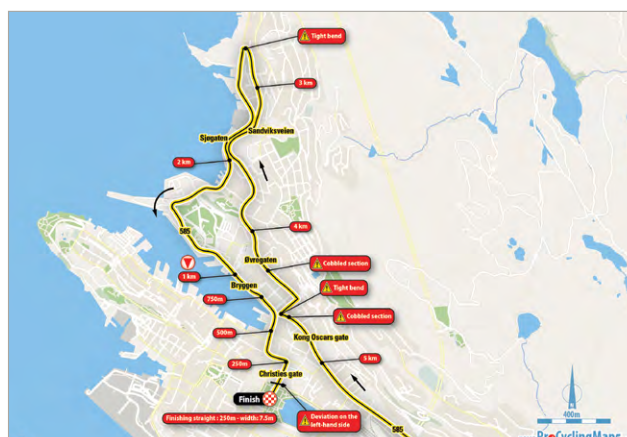 Tight bend
3 km
Sjøgaten
Sandviksveien
2 km
585
4 km
Øvregaten
Cobbled section
1 km
Bryggen
Tight bend
750m
Cobbled section
500m
Kong Oscars gate
250m
5 km
Christies gate
Finish
Finishing straight : 250m - width: 7.5m
Deviation on the
left-hand side
585
400m
ProCyclingMaps